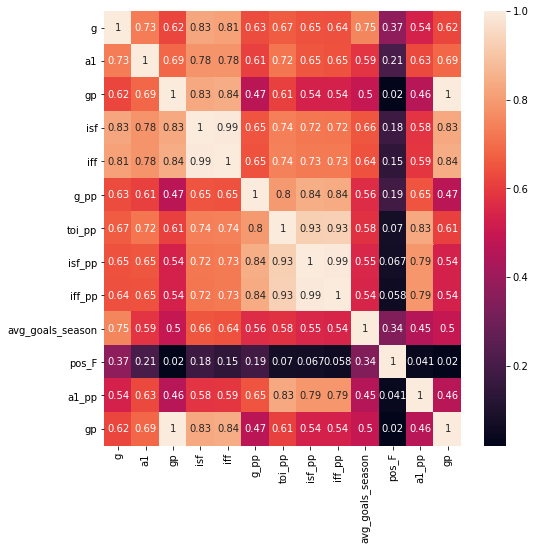 g 1 0.73 0.62 0.83 0.81 0.63 0.67 0.65 0.64 0.75 0.37 0.54 0.62
a1 0.73 1 0.69 0.78 0.78 0.61 0.72 0.65 0.65 0.59 0.21 0.63 0.69
gp 0.62 0.69 1 0.83 0.84 0.47 0.61 0.54 0.54 0.5 0.02 0.46 1
isf 0.83 0.78 0.83 1 0.99 0.65 0.74 0.72 0.72 0.66 0.18 0.58 0.83
iff 0.81 0.78 0.84 0.99 1 0.65 0.74 0.73 0.73 0.64 0.15 0.59 0.84
g_pp 0.63 0.61 0.47 0.65 0.65 1 0.8 0.84 0.84 0.56 0.19 0.65 0.47
toi_pp 0.67 0.72 0.61 0.74 0.74 0.8 1 0.93 0.93 0.58 0.07 0.83 0.61
isf_pp 0.65 0.65 0.54 0.72 0.73 0.84 0.93 1 0.99 0.55 0.067 0.79 0.54
iff_pp 0.64 0.65 0.54 0.72 0.73 0.84 0.93 0.99 1 0.54 0.058 0.79 0.54
avg_goals_season 0.75 0.59 0.5 0.66 0.64 0.56 0.58 0.55 0.54 1 0.34 0.45 0.5
pos_F 0.37 0.21 0.02 0.18 0.15 0.19 0.07 0.067 0.058 0.34 1 0.041 0.02
a1_pp 0.54 0.63 0.46 0.58 0.59 0.65 0.83 0.79 0.79 0.45 0.041 1 0.46
gp 0.62 0.69 1 0.83 0.84 0.47 0.61 0.54 0.54 0.5 0.02 0.46 1
g a1 gp isf iff g_pp toi_pp isf_pp iff_pp avg_goals_season pos_F a1_pp gp
1.0
0.8
0.6
0.4
0.2